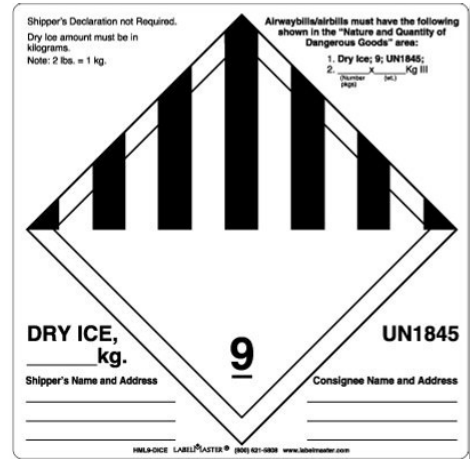 Shipper's Declaration not Required.
Dry Ice amount must be in
kilograms.
Note: 2 lbs. = 1 kg.
Airwaybills/airbills must have the following
shown in the "Nature and Quantity of
Dangerous Goods" area:
1. Dry Ice; 9; UN1845;
2. _____x_____Kg III
(Number pkgs) (wt.)
DRY ICE,
______kg.
9
UN1845
Shipper's Name and Address
Consignee Name and Address
HML9-DICE LABELMASTER ® (800) 621-5808 www.labelmaster.com